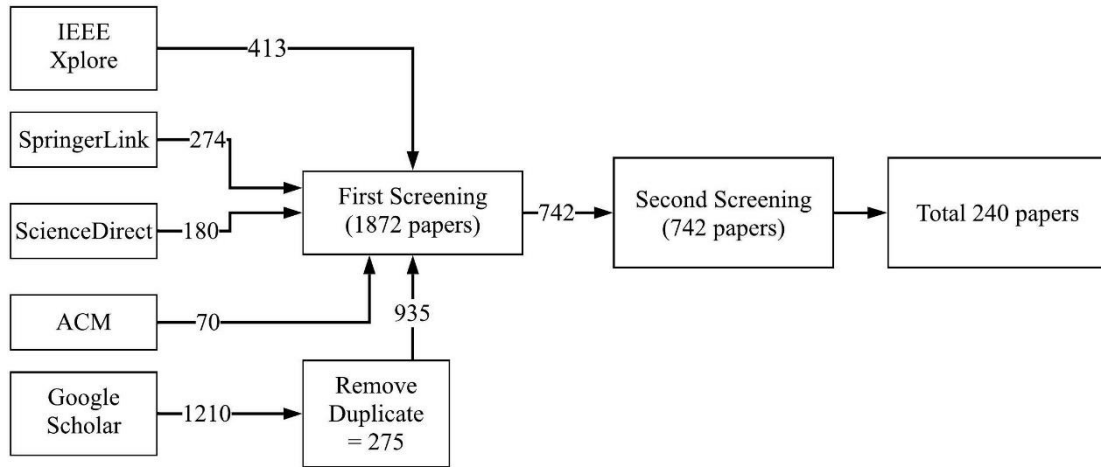 IEEE
Xplore
413
SpringerLink
274
ScienceDirect
180
ACM
70
Google
Scholar
1210
Remove
Duplicate
= 275
935
First Screening
(1872 papers)
742
Second Screening
(742 papers)
Total 240 papers